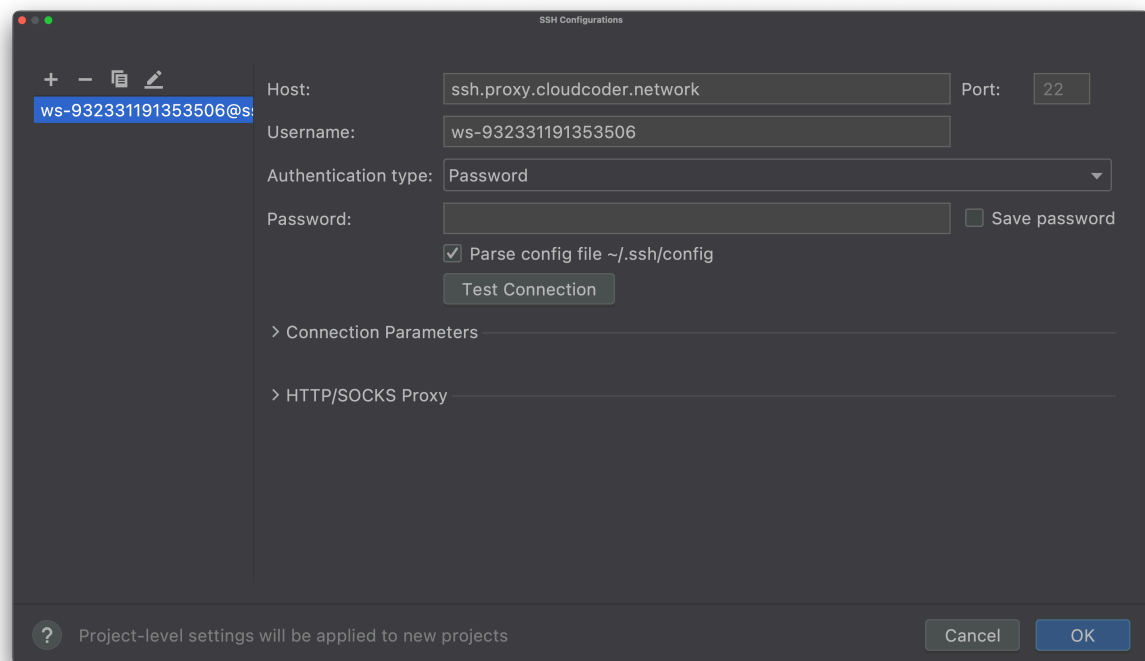 SSH Configurations
ws-932331191353506@s
Host: ssh.proxy.cloudcoder.network Port: 22
Username: ws-932331191353506
Authentication type: Password
Password: Save password
Parse config file ~/.ssh/config
Test Connection
Connection Parameters
HTTP/SOCKS Proxy
? Project-level settings will be applied to new projects Cancel OK